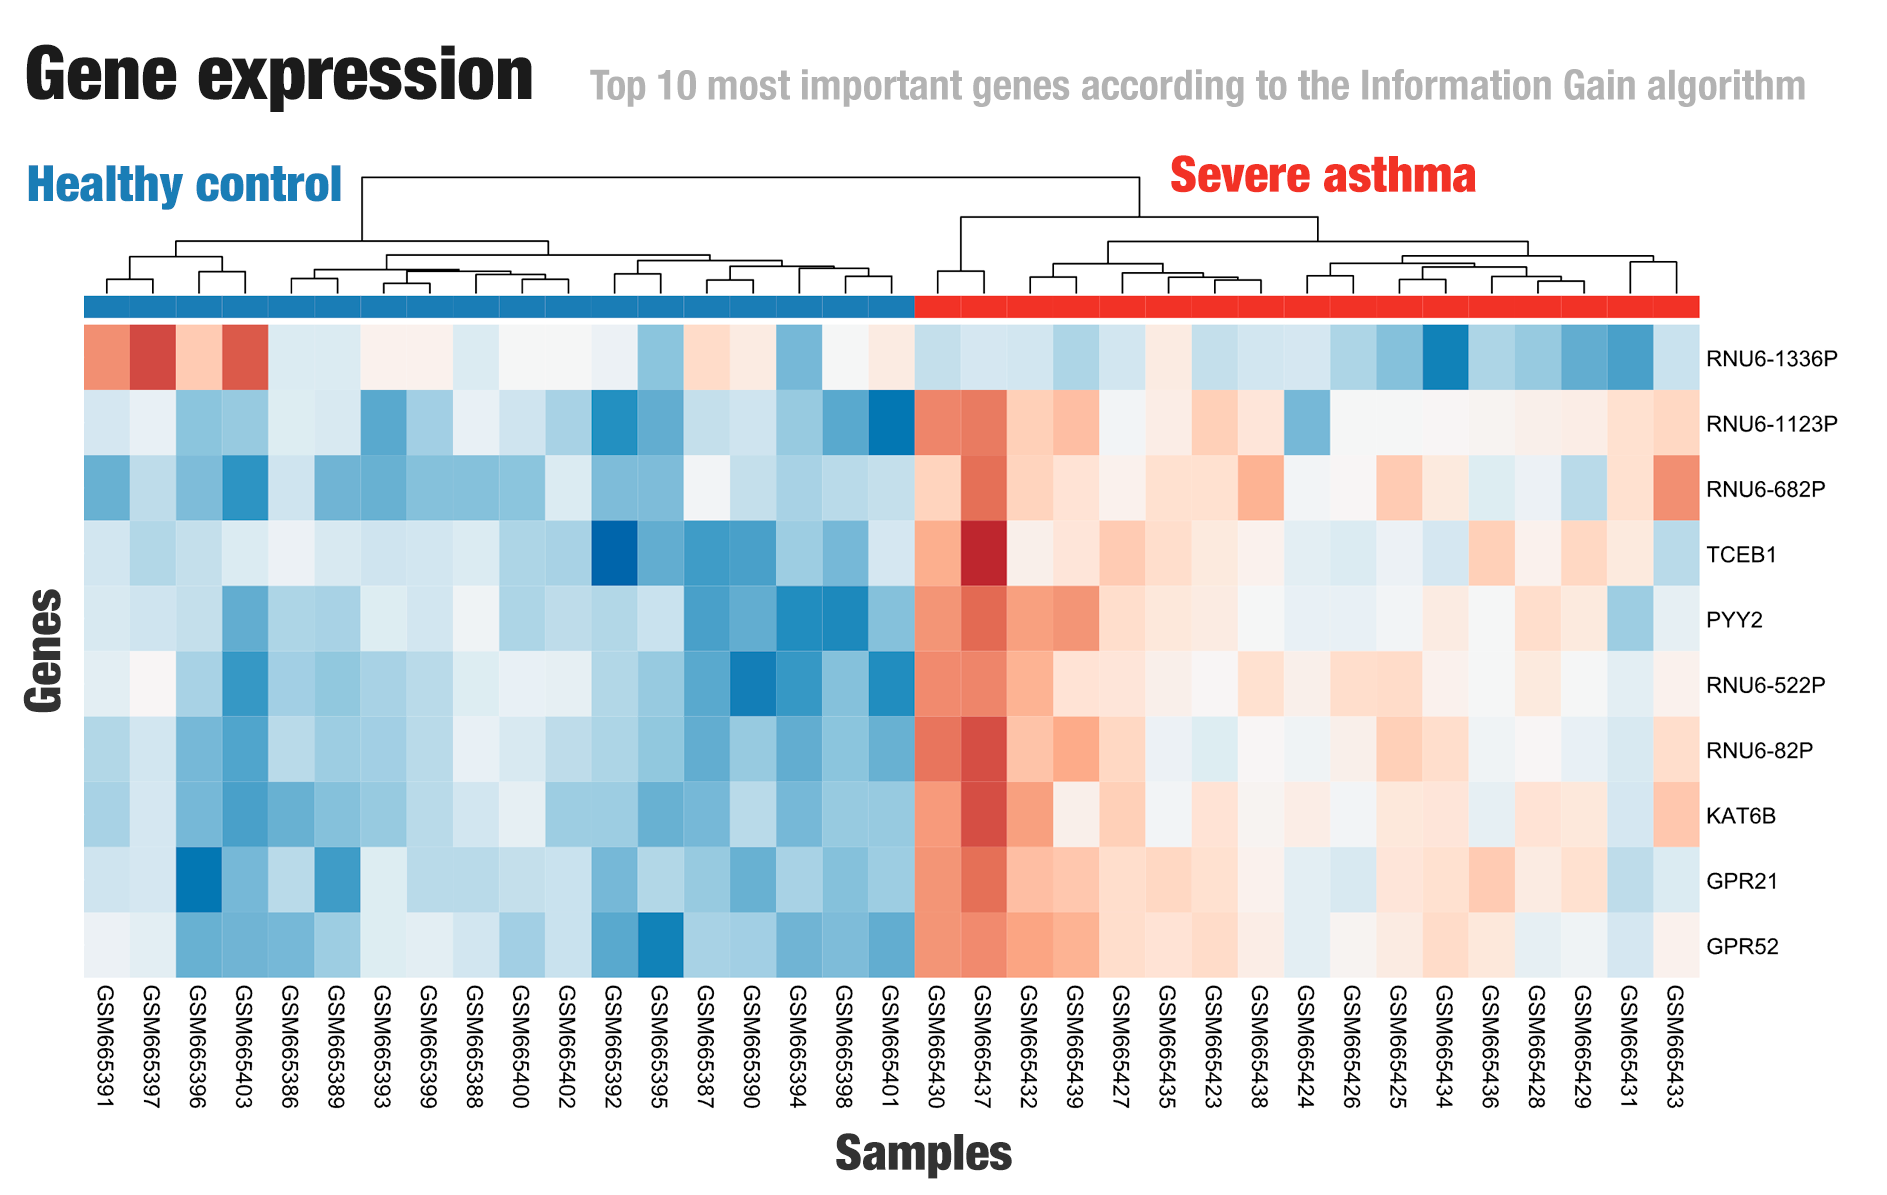 Gene expression
Top 10 most important genes according to the Information Gain algorithm
Healthy control
Severe asthma
RNU6-1336P
RNU6-1123P
RNU6-682P
TCEB1
PYY2
RNU6-522P
RNU6-82P
KAT6B
GPR21
GPR52
Genes
GSM665391
GSM665397
GSM665396
GSM665403
GSM665386
GSM665389
GSM665393
GSM665399
GSM665388
GSM665400
GSM665402
GSM665392
GSM665395
GSM665387
GSM665390
GSM665394
GSM665398
GSM665401
GSM665430
GSM665437
GSM665432
GSM665439
GSM665427
GSM665435
GSM665423
GSM665438
GSM665424
GSM665426
GSM665425
GSM665434
GSM665436
GSM665428
GSM665429
GSM665431
GSM665433
Samples